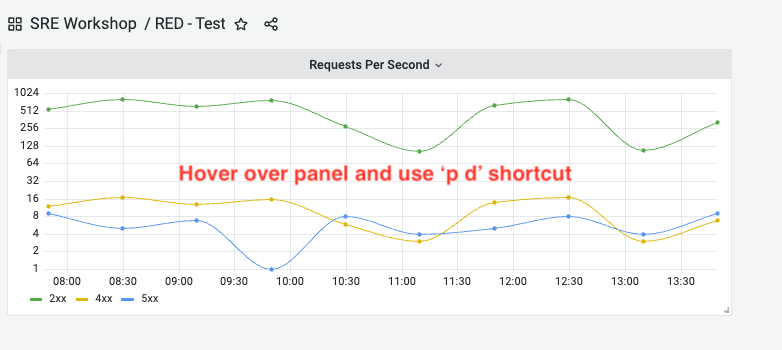 SRE Workshop / RED - Test
Requests Per Second
1024
512
256
128
64
32
16
8
4
2
1
Hover over panel and use ‘p d’ shortcut
08:00 08:30 09:00 09:30 10:00 10:30 11:00 11:30 12:00 12:30 13:00 13:30
2xx 4xx 5xx